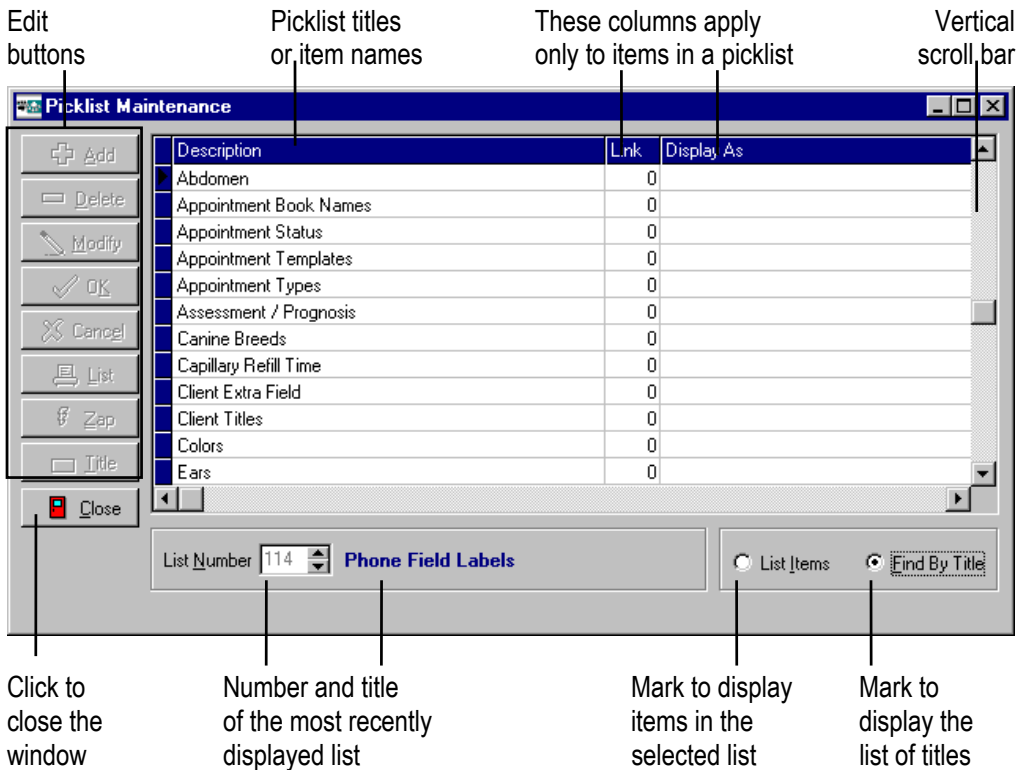 Edit
buttons
Picklist titles
or item names
These columns apply
only to items in a picklist
Vertical
scroll bar
Picklist Maintenance
Add
Delete
Modify
OK
Cancel
List
Zap
Title
Close
Description Link Display As
Abdomen 0
Appointment Book Names 0
Appointment Status 0
Appointment Templates 0
Appointment Types 0
Assessment / Prognosis 0
Canine Breeds 0
Capillary Refill Time 0
Client Extra Field 0
Client Titles 0
Colors 0
Ears 0
List Number 114 Phone Field Labels
List Items Find By Title
Click to
close the
window
Number and title
of the most recently
displayed list
Mark to display
items in the
selected list
Mark to
display the
list of titles